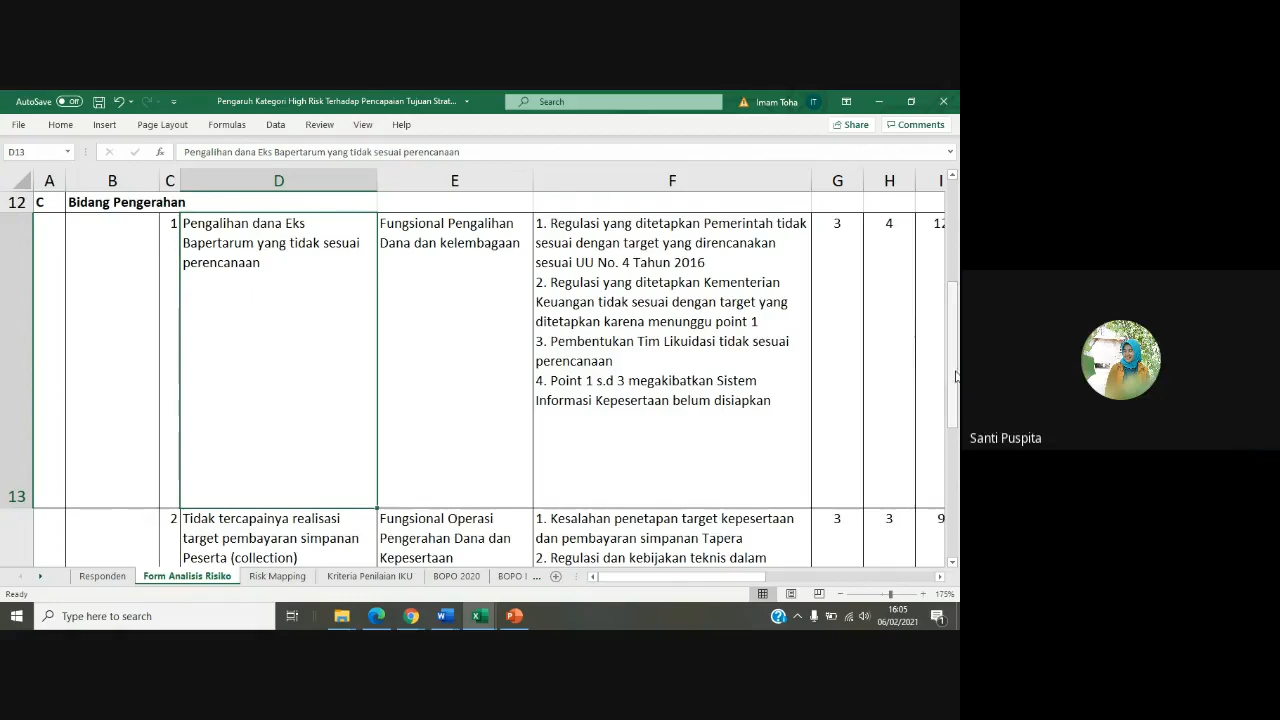 AutoSave Off
Pengaruh Kategori High Risk Terhadap Pencapaian Tujuan Strat...
Search
Imam Toha IT
File Home Insert Page Layout Formulas Data Review View Help
Share Comments
D13 fx Pengalihan dana Eks Bapertarum yang tidak sesuai perencanaan
A B C D E F G H I
12 C Bidang Pengerahan
13
1
Pengalihan dana Eks
Bapertarum yang tidak sesuai
perencanaan
Fungsional Pengalihan
Dana dan kelembagaan
1. Regulasi yang ditetapkan Pemerintah tidak
sesuai dengan target yang direncanakan
sesuai UU No. 4 Tahun 2016
2. Regulasi yang ditetapkan Kementerian
Keuangan tidak sesuai dengan target yang
ditetapkan karena menunggu point 1
3. Pembentukan Tim Likuidasi tidak sesuai
perencanaan
4. Point 1 s.d 3 megakibatkan Sistem
Informasi Kepesertaan belum disiapkan
3 4 12
2
Tidak tercapainya realisasi
target pembayaran simpanan
Peserta (collection)
Fungsional Operasi
Pengerahan Dana dan
Kepesertaan
1. Kesalahan penetapan target kepesertaan
dan pembayaran simpanan Tapera
2. Regulasi dan kebijakan teknis dalam
3 3 9
Responden Form Analisis Risiko Risk Mapping Kriteria Penilaian IKU BOPO 2020 BOPO I ...
Ready
175%
Type here to search
16:05
06/02/2021
1
Santi Puspita